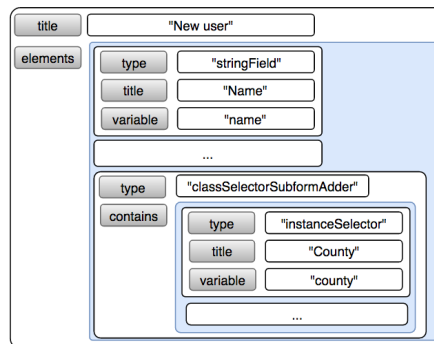 title "New user"
elements
type "stringField"
title "Name"
variable "name"
...
type "classSelectorSubformAdder"
contains
type "instanceSelector"
title "County"
variable "county"
...